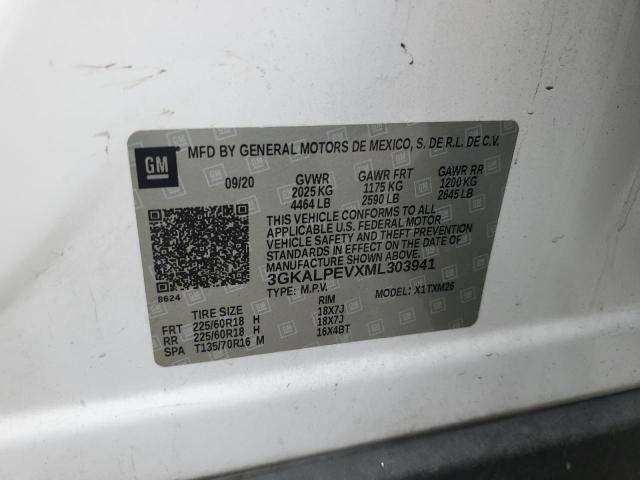 GM
MFD BY GENERAL MOTORS DE MEXICO, S. DE R.L. DE C.V.
09/20 GVWR GAWR FRT GAWR RR
2025 KG 1175 KG 1200 KG
4464 LB 2590 LB 2645 LB
THIS VEHICLE CONFORMS TO ALL
APPLICABLE U.S. FEDERAL MOTOR
VEHICLE SAFETY AND THEFT PREVENTION
STANDARDS IN EFFECT ON THE DATE OF
MANUFACTURE SHOWN ABOVE.
3GKALPEVXML303941
TYPE: M.P.V. MODEL: X1TXM26
8624
TIRE SIZE RIM
FRT 225/60R18 H 18X7J
RR 225/60R18 H 18X7J
SPA T135/70R16 M 16X4BT